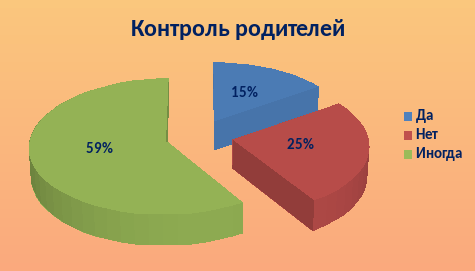 Контроль родителей
15%
Да
Нет
25%
59%
Иногда